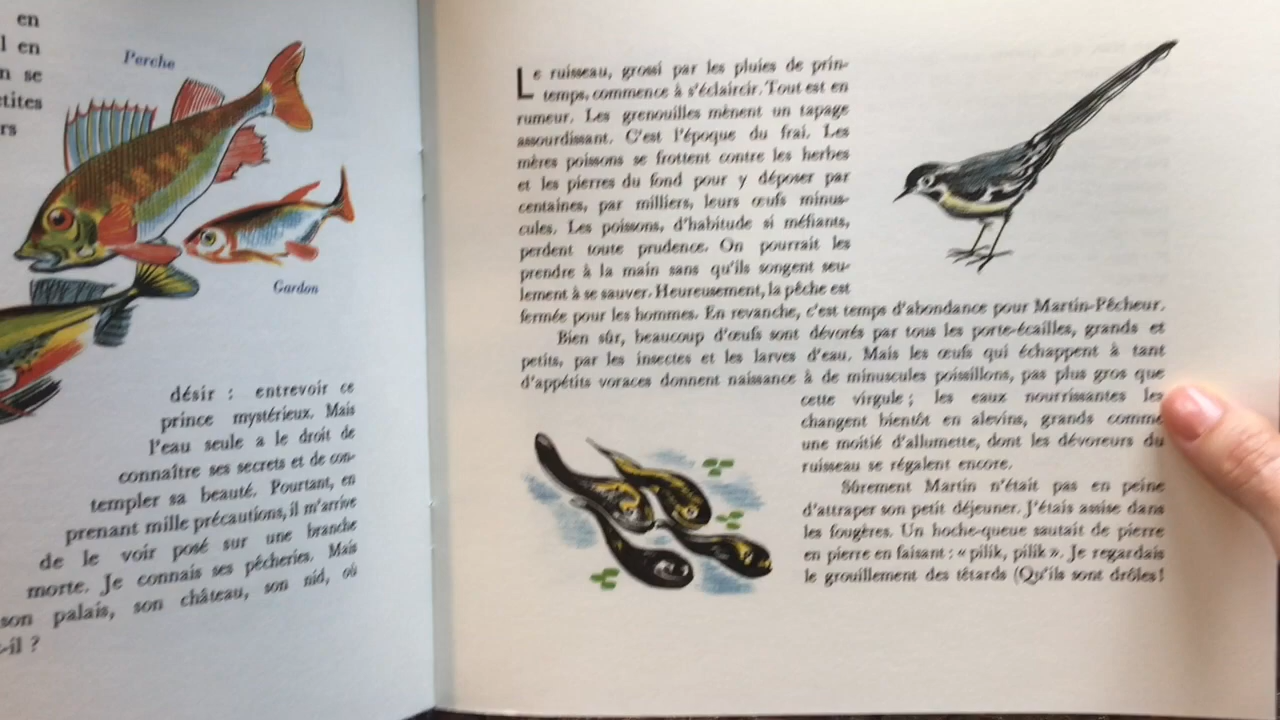 en
l en
n se
tites
rs
Perche
Gardon
désir : entrevoir ce
prince mystérieux. Mais
l'eau seule a le droit de
connaître ses secrets et de con-
templer sa beauté. Pourtant, en
prenant mille précautions, il m'arrive
de le voir posé sur une branche
morte. Je connais ses pêcheries. Mais
son palais, son château, son nid, où
-il ?
Le ruisseau, grossi par les pluies de prin-
temps, commence à s'éclaircir. Tout est en
rumeur. Les grenouilles mènent un tapage
assourdissant. C'est l'époque du frai. Les
mères poissons se frottent contre les herbes
et les pierres du fond pour y déposer par
centaines, par milliers, leurs œufs minus-
cules. Les poissons, d'habitude si méfiants,
perdent toute prudence. On pourrait les
prendre à la main sans qu'ils songent seu-
lement à se sauver. Heureusement, la pêche est
fermée pour les hommes. En revanche, c'est temps d'abondance pour Martin-Pêcheur.
Bien sûr, beaucoup d'œufs sont dévorés par tous les porte-écailles, grands et
petits, par les insectes et les larves d'eau. Mais les œufs qui échappent à tant
d'appétits voraces donnent naissance à de minuscules poissillons, pas plus gros que
cette virgule ; les eaux nourrissantes les
changent bientôt en alevins, grands comme
une moitié d'allumette, dont les dévoreurs du
ruisseau se régalent encore.
Sûrement Martin n'était pas en peine
d'attraper son petit déjeuner. J'étais assise dans
les fougères. Un hoche-queue sautait de pierre
en pierre en faisant : « pilik, pilik ». Je regardais
le grouillement des têtards (Qu'ils sont drôles !